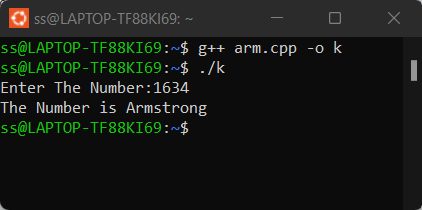 ss@LAPTOP-TF88KI69: ~
ss@LAPTOP-TF88KI69:~$ g++ arm.cpp -o k
ss@LAPTOP-TF88KI69:~$ ./k
Enter The Number:1634
The Number is Armstrong
ss@LAPTOP-TF88KI69:~$